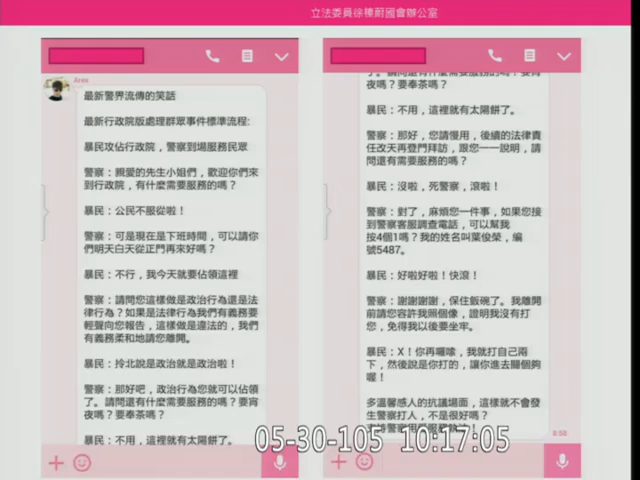 立法委員徐榛蔚國會辦公室
Ares
最新警界流傳的笑話
最新行政院版處理群眾事件標準流程:
暴民攻佔行政院，警察到場服務民眾
警察：親愛的先生小姐們，歡迎你們來
到行政院，有什麼需要服務的嗎？
暴民：公民不服從啦！
警察：可是現在是下班時間，可以請你
們明天白天從正門再來好嗎？
暴民：不行，我今天就要佔領這裡
警察：請問您這樣做是政治行為還是法
律行為？如果是法律行為我們有義務要
輕聲向您報告，這樣做是違法的，我們
有義務柔和地請您離開。
暴民：拎北說是政治就是政治啦！
警察：那好吧，政治行為您就可以佔領
了。請問還有什麼需要服務的嗎？要宵
夜嗎？要奉茶嗎？
暴民：不用，這裡就有太陽餅了。
了。請問還有什麼需要服務的嗎？要宵
夜嗎？要奉茶嗎？
暴民：不用，這裡就有太陽餅了。
警察：那好，您請慢用，後續的法律責
任改天再登門拜訪，跟您一一說明，請
問還有需要服務的嗎？
暴民：沒啦，死警察，滾啦！
警察：對了，麻煩您一件事，如果您接
到警察客服調查電話，可以幫我
按4個1嗎？我的姓名叫葉俊榮，編
號5487。
暴民：好啦好啦！快滾！
警察：謝謝謝謝，保住飯碗了。我離開
前請您容許我照個像，證明我沒有打
您，免得我以後要坐牢。
暴民：X！你再囉嗦，我就打自己兩
下，然後說是你打的，讓你進去關個夠
喔！
多溫馨感人的抗議場面，這樣就不會發
生警察打人，不是很好嗎？
8:50
05-30-105 10:17:05